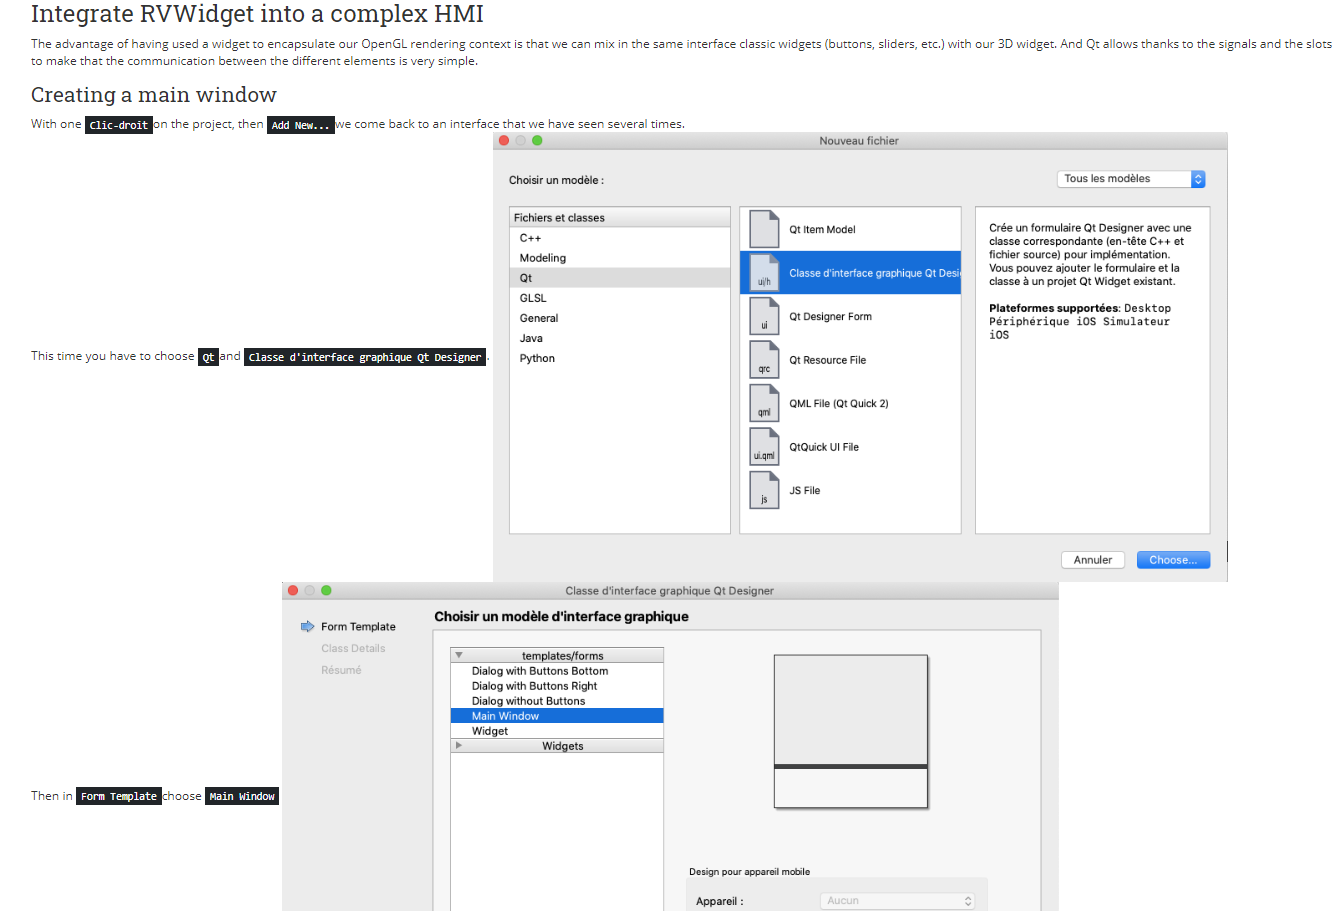 Integrate RVWidget into a complex HMI
The advantage of having used a widget to encapsulate our OpenGL rendering context is that we can mix in the same interface classic widgets (buttons, sliders, etc.) with our 3D widget. And Qt allows thanks to the signals and the slots
to make that the communication between the different elements is very simple.
Creating a main window
With one Clic-droit on the project, then Add New... we come back to an interface that we have seen several times.
Nouveau fichier
Choisir un modèle :
Tous les modèles
Fichiers et classes
C++
Modeling
Qt
GLSL
General
Java
Python
Qt Item Model
ui/h Classe d'interface graphique Qt Desi
ui Qt Designer Form
qrc Qt Resource File
qml QML File (Qt Quick 2)
ui.qml QtQuick UI File
js JS File
Crée un formulaire Qt Designer avec une
classe correspondante (en-tête C++ et
fichier source) pour implémentation.
Vous pouvez ajouter le formulaire et la
classe à un projet Qt Widget existant.
Plateformes supportées: Desktop
Périphérique iOS Simulateur
iOS
Annuler
Choose...
This time you have to choose Qt and Classe d'interface graphique Qt Designer .
Classe d'interface graphique Qt Designer
Form Template
Class Details
Résumé
Choisir un modèle d'interface graphique
templates/forms
Dialog with Buttons Bottom
Dialog with Buttons Right
Dialog without Buttons
Main Window
Widget
Widgets
Design pour appareil mobile
Appareil : Aucun
Then in Form Template choose Main Window